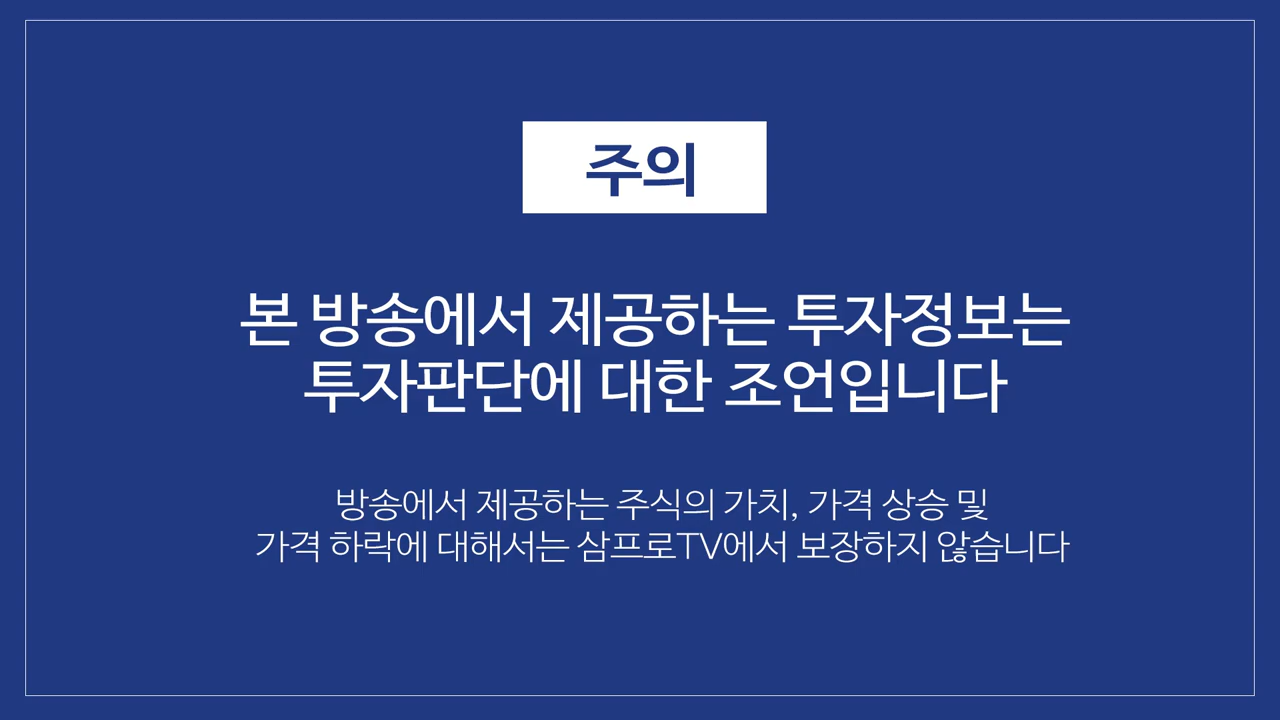 주의
본 방송에서 제공하는 투자정보는
투자판단에 대한 조언입니다
방송에서 제공하는 주식의 가치, 가격 상승 및
가격 하락에 대해서는 삼프로TV에서 보장하지 않습니다